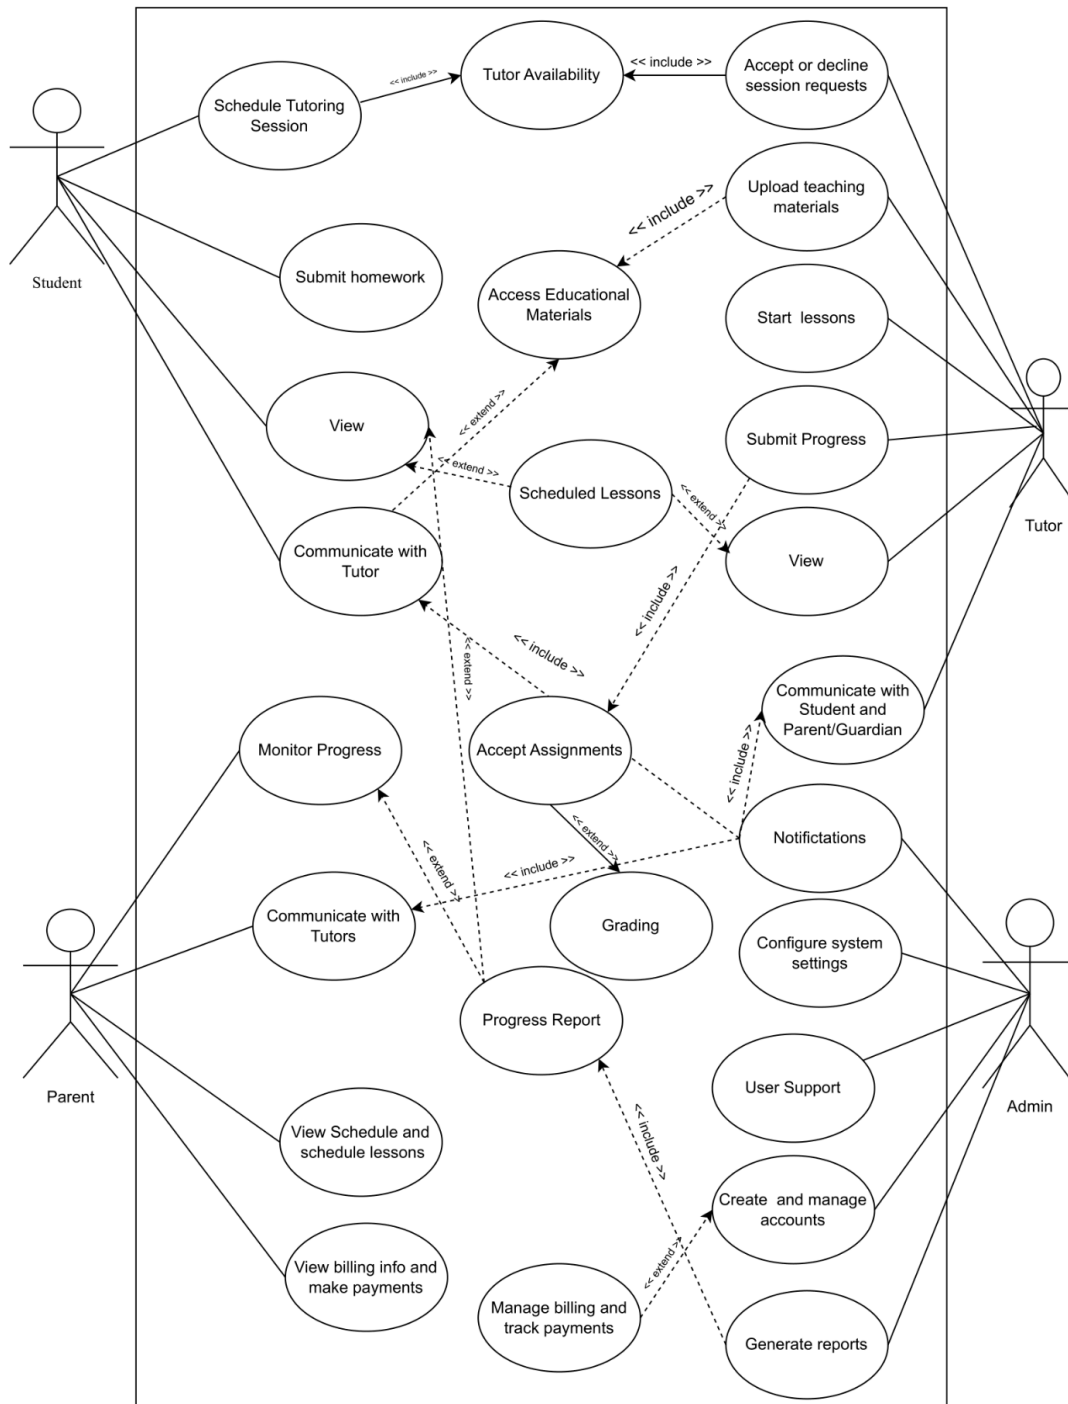 << include >>
Tutor Availability
<< include >>
Accept or decline
session requests
Schedule Tutoring
Session
<< include >>
Upload teaching
materials
Student
Submit homework
Access Educational
Materials
Start  lessons
<< extend >>
View
<< extend >>
Scheduled Lessons
<< extend >>
Submit Progress
Tutor
Communicate with
Tutor
View
<< include >>
<< include >>
<< extend >>
Communicate with
Student and
Parent/Guardian
Monitor Progress
Accept Assignments
<< include >>
<< extend >>
<< extend >>
<< include >>
Notifictations
Communicate with
Tutors
Grading
Configure system
settings
Progress Report
Parent
User Support
Admin
<< include >>
View Schedule and
schedule lessons
Create  and manage
accounts
<< extend >>
View billing info and
make payments
Manage billing and
track payments
Generate reports